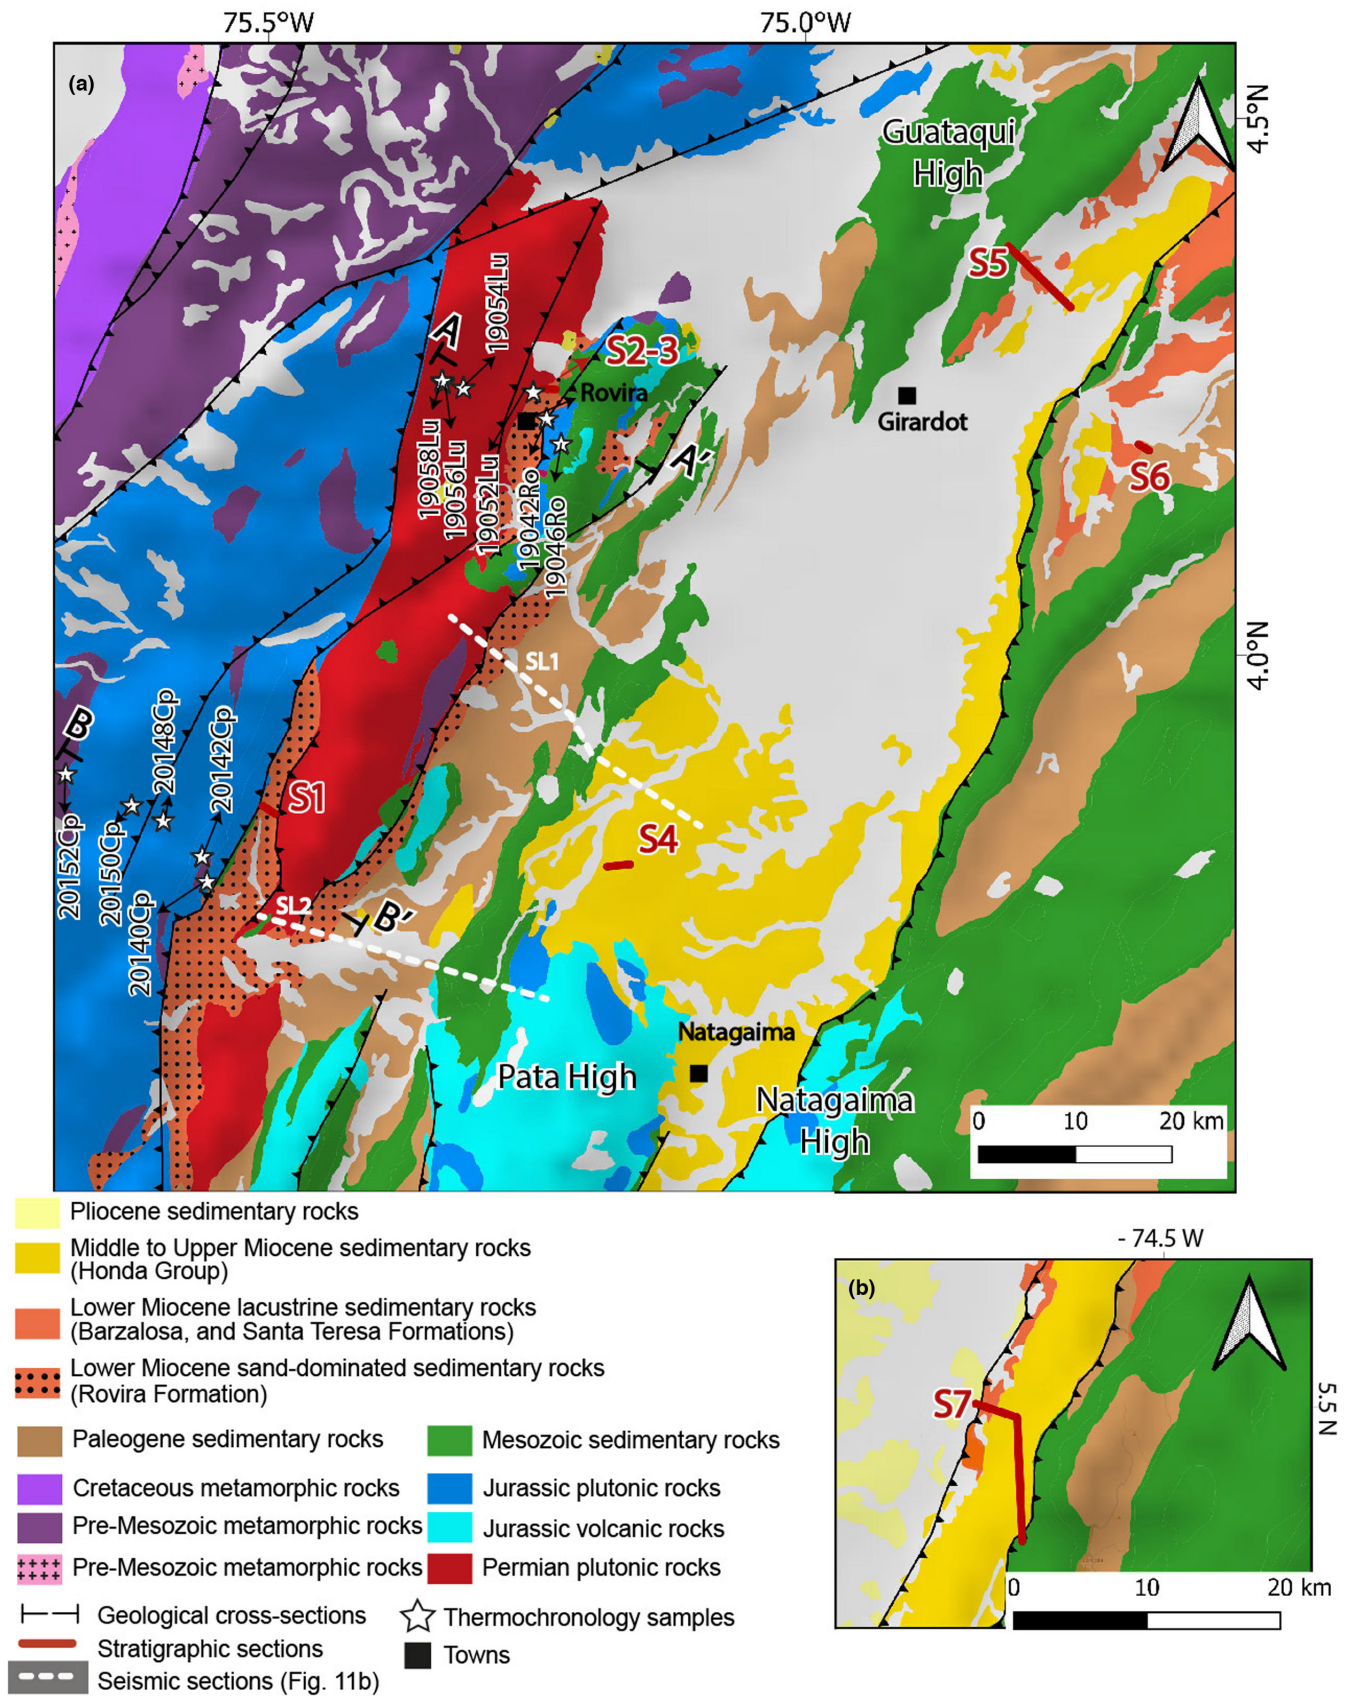 75.5°W
75.0°W
(a)
4.5°N
Guataqui
High
S5
19054Lu
A
S2-3
Rovira
Girardot
A'
S6
19058Lu
19056Lu
19052Lu
19042Ro
19046Ro
4.0°N
SL1
B
20148Cp
20142Cp
S1
S4
20152Cp
20150Cp
20140Cp
SL2
B'
Natagaima
Pata High
Natagaima
High
0 10 20 km
Pliocene sedimentary rocks
Middle to Upper Miocene sedimentary rocks
(Honda Group)
Lower Miocene lacustrine sedimentary rocks
(Barzalosa, and Santa Teresa Formations)
Lower Miocene sand-dominated sedimentary rocks
(Rovira Formation)
Paleogene sedimentary rocks
Mesozoic sedimentary rocks
Cretaceous metamorphic rocks
Jurassic plutonic rocks
Pre-Mesozoic metamorphic rocks
Jurassic volcanic rocks
Pre-Mesozoic metamorphic rocks
Permian plutonic rocks
Geological cross-sections
Thermochronology samples
Stratigraphic sections
Towns
Seismic sections (Fig. 11b)
- 74.5 W
(b)
S7
5.5 N
0 10 20 km